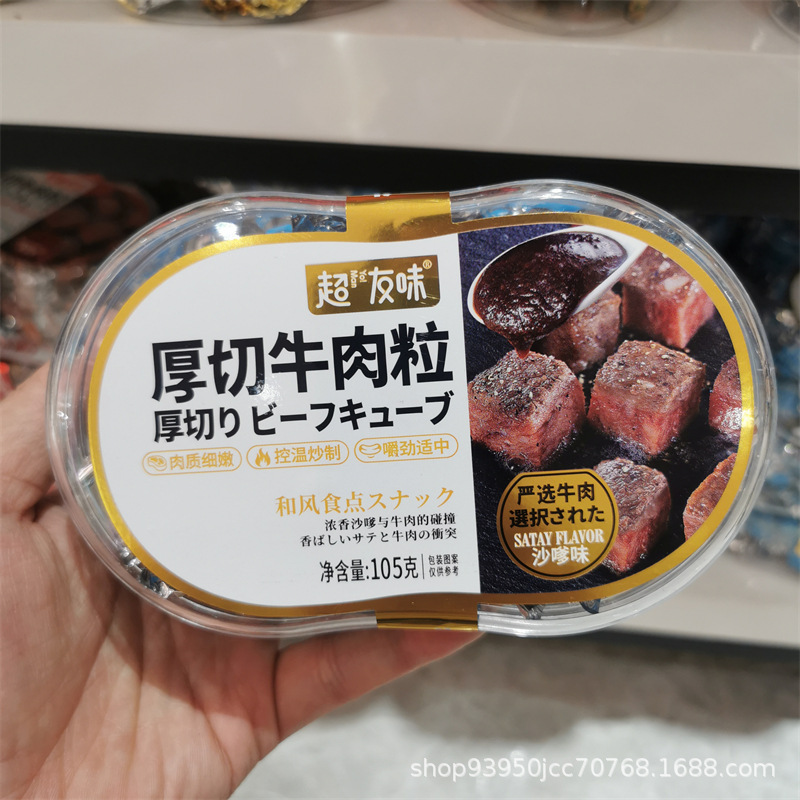 超友味®
Man Yoi
厚切牛肉粒
厚切り ビーフキューブ
肉质细嫩 控温炒制 嚼劲适中
和风食点スナック
浓香沙嗲与牛肉的碰撞
香ばしいサテと牛肉の衝突
净含量:105克
包装图案
仅供参考
严选牛肉
選択された
SATAY FLAVOR
沙嗲味
shop93950jcc70768.1688.com